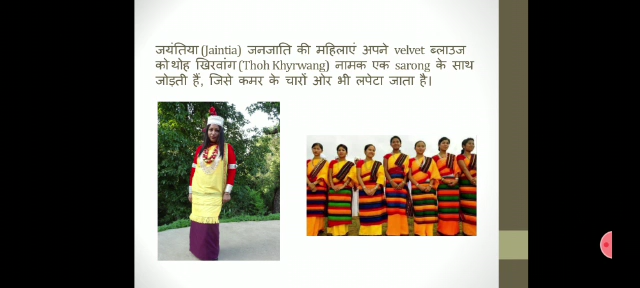 जयंतिया (Jaintia) जनजाति की महिलाएं अपने velvet ब्लाउज
को थोह खिरवांग (Thoh Khyrwang) नामक एक sarong के साथ
जोड़ती हैं, जिसे कमर के चारों ओर भी लपेटा जाता है।